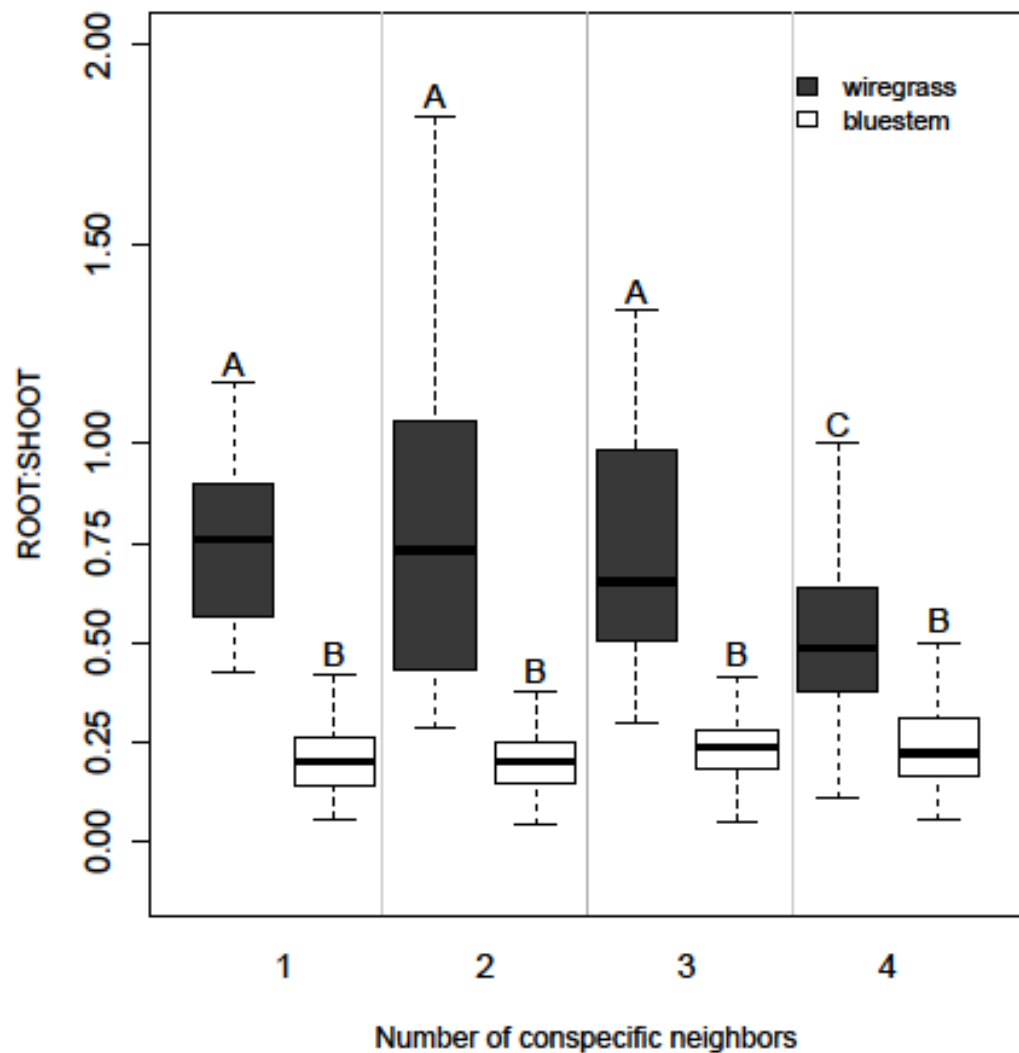 2.00
1.50
1.00
0.75
0.50
0.25
0.00
ROOT:SHOOT
wiregrass
bluestem
A
A
A
C
B
B
B
B
1 2 3 4
Number of conspecific neighbors